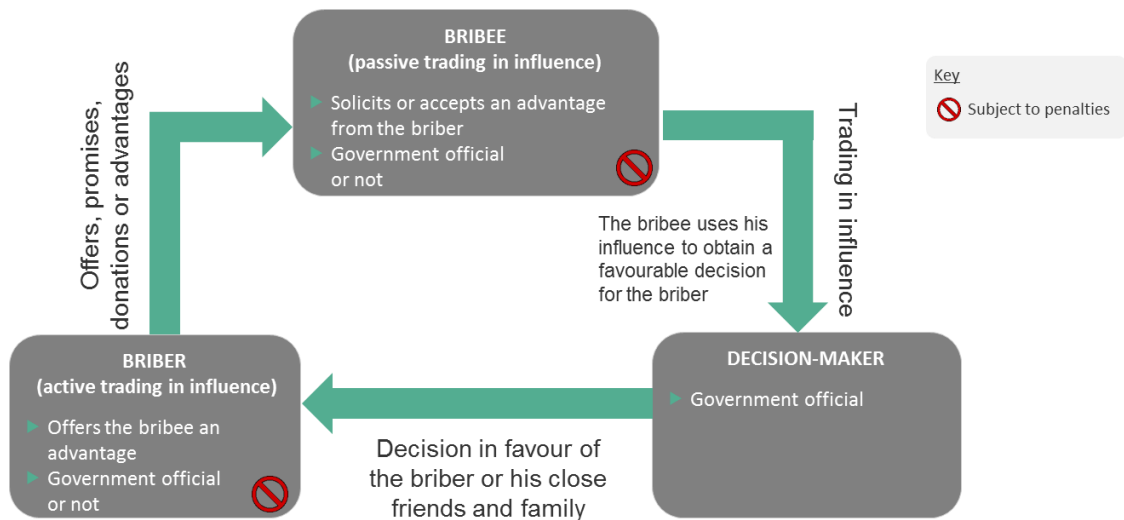 BRIBEE
(passive trading in influence)
Solicits or accepts an advantage
from the briber
Government official
or not
Key
Subject to penalties
Offers, promises,
donations or advantages
Trading in influence
The bribee uses his
influence to obtain a
favourable decision
for the briber
BRIBER
(active trading in influence)
Offers the bribee an
advantage
Government official
or not
DECISION-MAKER
Government official
Decision in favour of
the briber or his close
friends and family